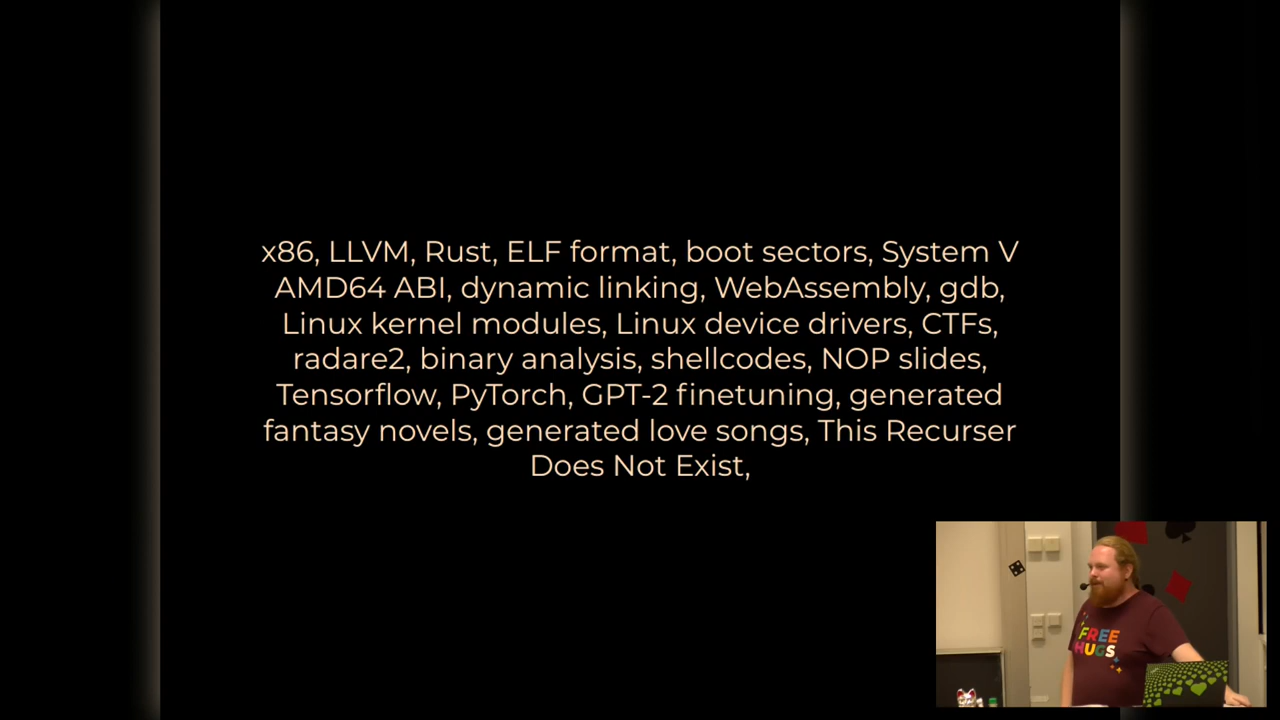 x86, LLVM, Rust, ELF format, boot sectors, System V
AMD64 ABI, dynamic linking, WebAssembly, gdb,
Linux kernel modules, Linux device drivers, CTFs,
radare2, binary analysis, shellcodes, NOP slides,
Tensorflow, PyTorch, GPT-2 finetuning, generated
fantasy novels, generated love songs, This Recurser
Does Not Exist,
FREE
HUGS